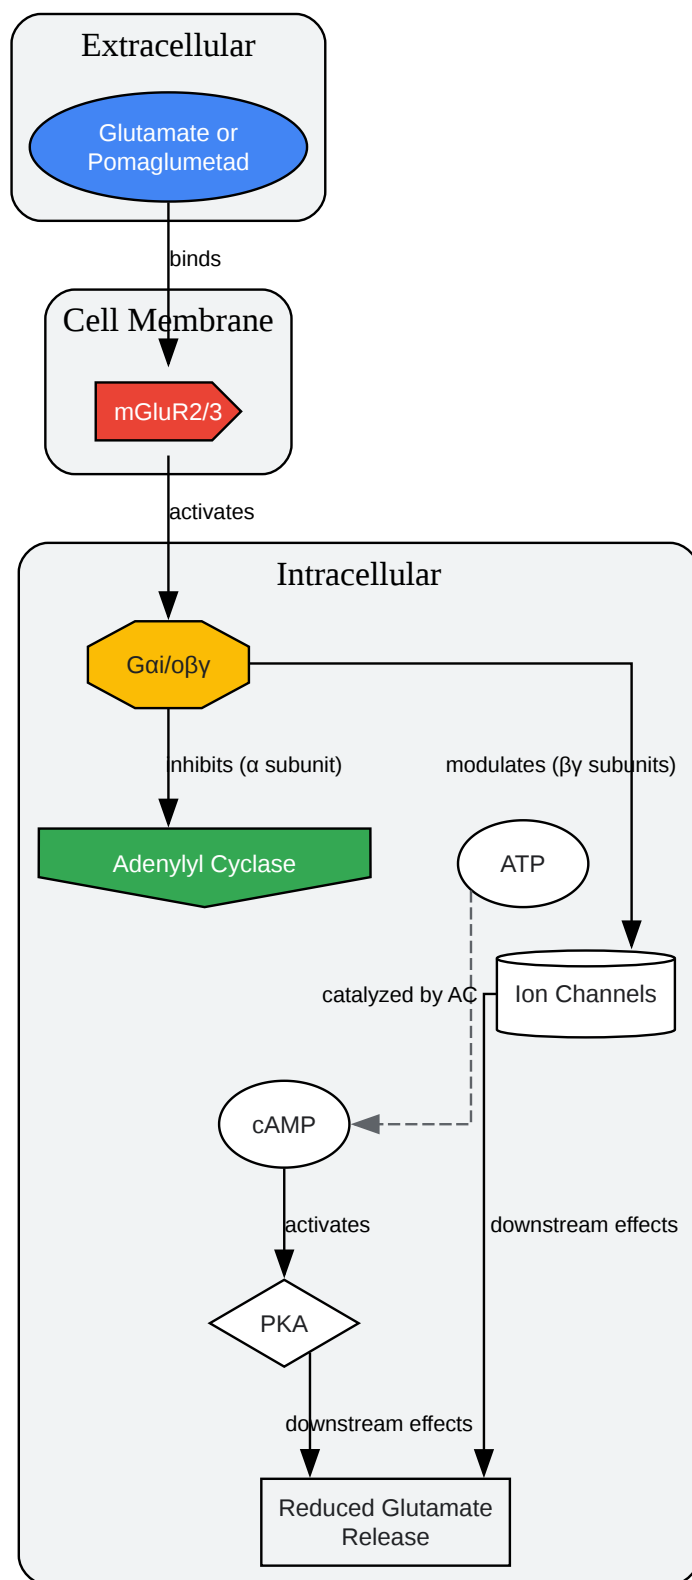 Extracellular
Glutamate or
Pomaglumetad
binds
Cell Membrane
mGluR2/3
activates
Intracellular
Gαi/oβγ
inhibits (α subunit)
modulates (βγ subunits)
Adenylyl Cyclase
ATP
catalyzed by AC
Ion Channels
cAMP
activates
downstream effects
PKA
downstream effects
Reduced Glutamate
Release